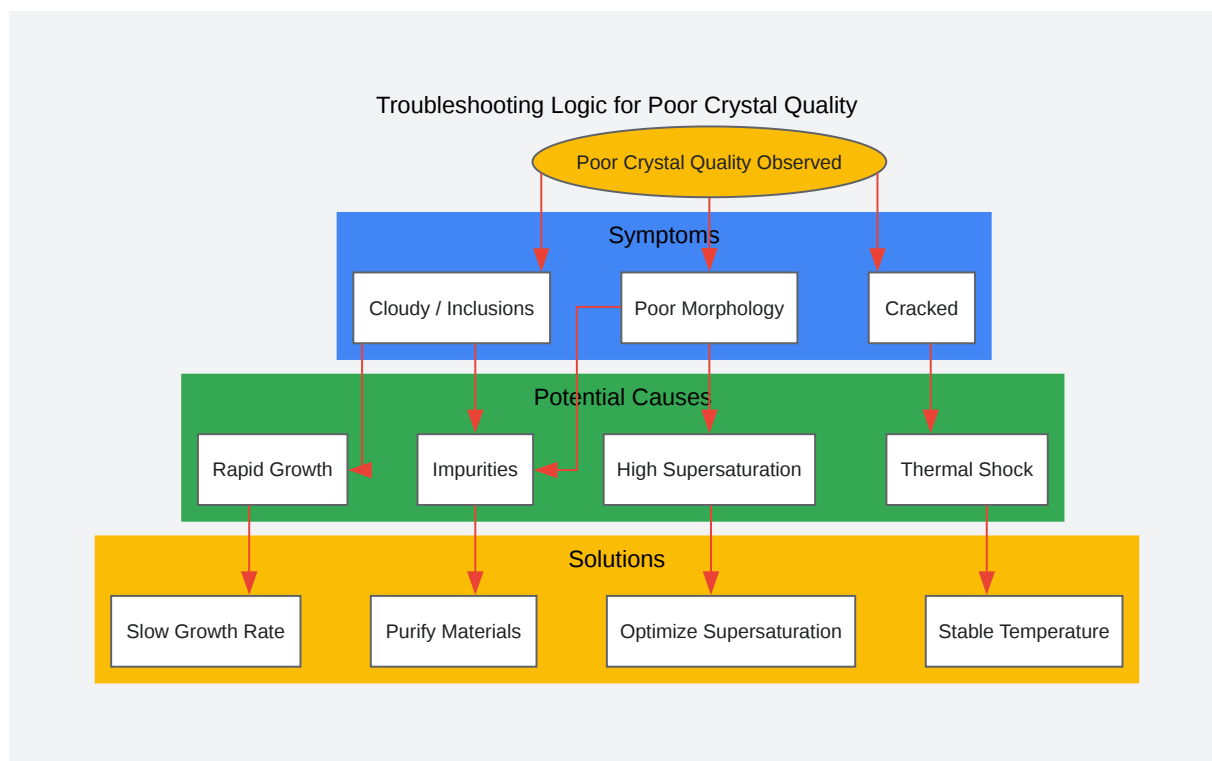 Troubleshooting Logic for Poor Crystal Quality
Poor Crystal Quality Observed
Symptoms
Cloudy / Inclusions
Poor Morphology
Cracked
Potential Causes
Rapid Growth
Impurities
High Supersaturation
Thermal Shock
Solutions
Slow Growth Rate
Purify Materials
Optimize Supersaturation
Stable Temperature